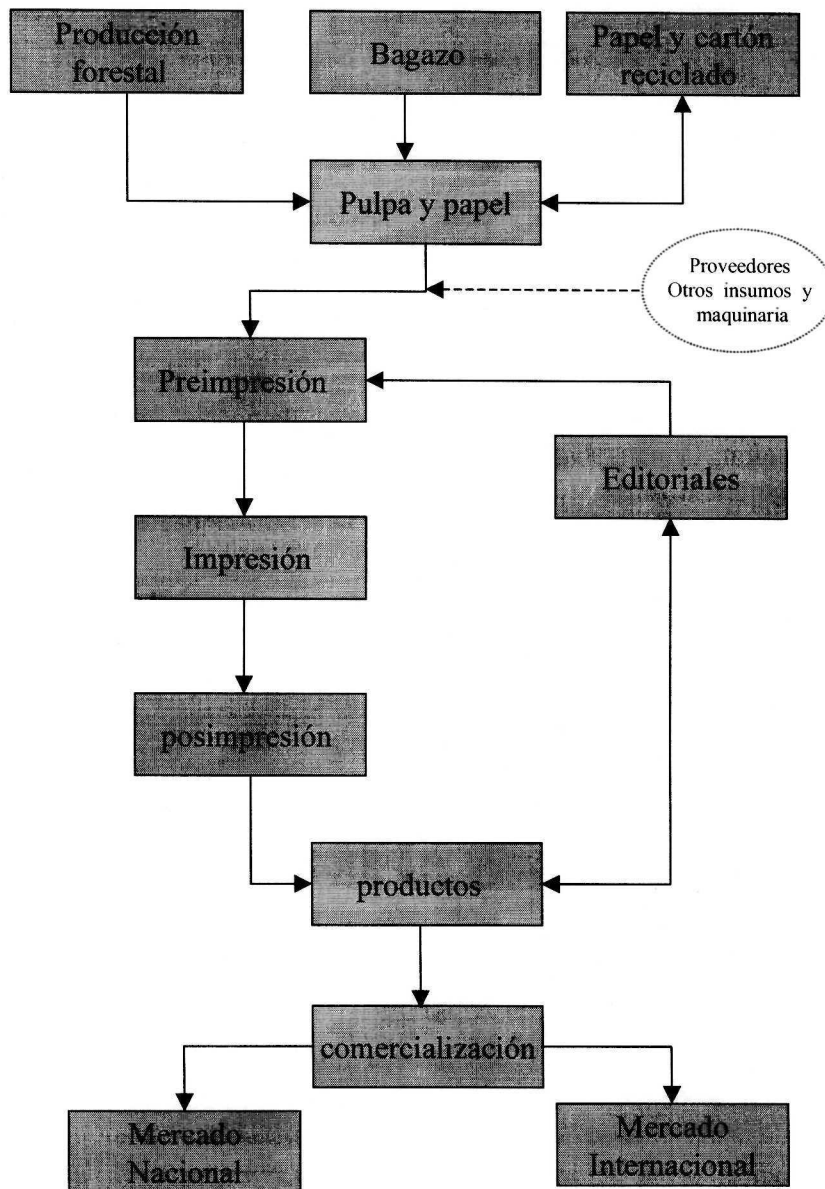 Producción
forestal
Bagazo
Papel y cartón
reciclado
Pulpa y papel
Proveedores
Otros insumos y
maquinaria
Preimpresión
Editoriales
Impresión
posimpresión
productos
comercialización
Mercado
Nacional
Mercado
Internacional